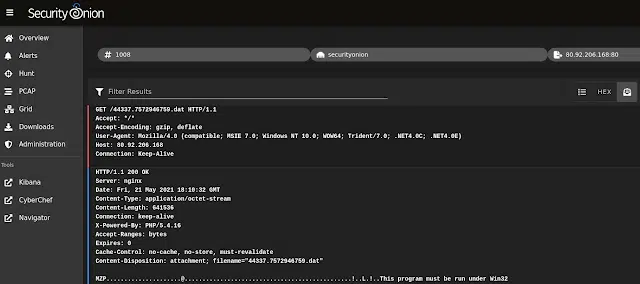 Security Onion
Overview
Alerts
Hunt
PCAP
Grid
Downloads
Administration
Tools
Kibana
CyberChef
Navigator
# 1008
securityonion
80.92.206.168:80
Filter Results
HEX
GET /44337.7572946759.dat HTTP/1.1
Accept: "/"
Accept-Encoding: gzip, deflate
User-Agent: Mozilla/4.0 (compatible; MSIE 7.0; Windows NT 10.0; WOW64; Trident/7.0; .NET4.0C; .NET4.0E)
Host: 80.92.206.168
Connection: Keep-Alive
HTTP/1.1 200 OK
Server: nginx
Date: Fri, 21 May 2021 18:10:32 GMT
Content-Type: application/octet-stream
Content-Length: 641536
Connection: keep-alive
X-Powered-By: PHP/5.4.16
Accept-Ranges: bytes
Expires: 0
Cache-Control: no-cache, no-store, must-revalidate
Content-Disposition: attachment; filename="44337.7572946759.dat"
MZP....................@..............................................!..L.!..This program must be run under Win32